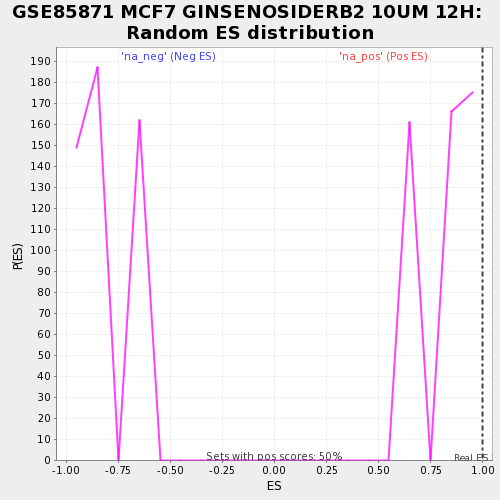 GSE85871 MCF7 GINSENOSIDERB2 10UM 12H:
Random ES distribution
'na_neg' (Neg ES)
'na_pos' (Pos ES)
190
180
170
160
150
140
130
120
110
100
90
80
70
60
50
40
30
20
10
0
P(ES)
Sets with pos scores: 50%
Real ES
-1.00 -0.75 -0.50 -0.25 0.00 0.25 0.50 0.75 1.00
ES